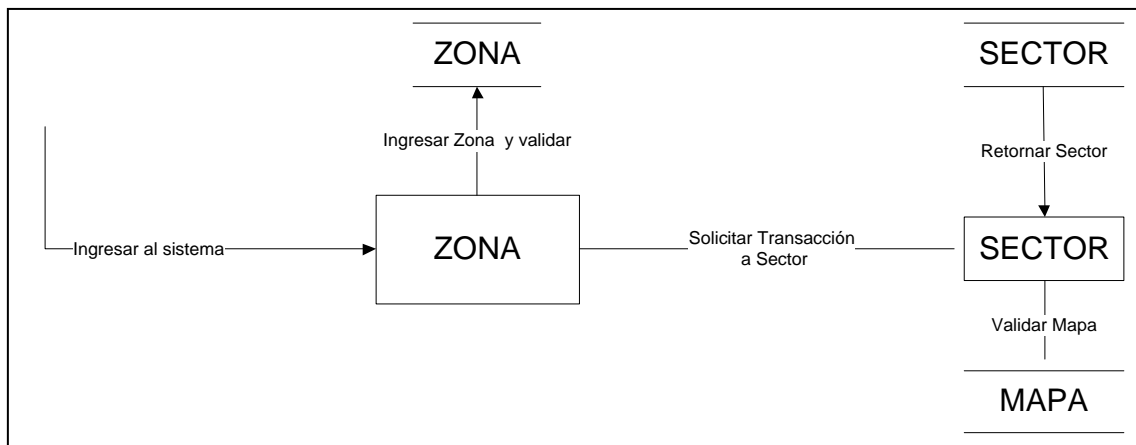 ZONA
SECTOR
Ingresar Zona y validar
Retornar Sector
Ingresar al sistema
ZONA
Solicitar Transacción
a Sector
SECTOR
Validar Mapa
MAPA